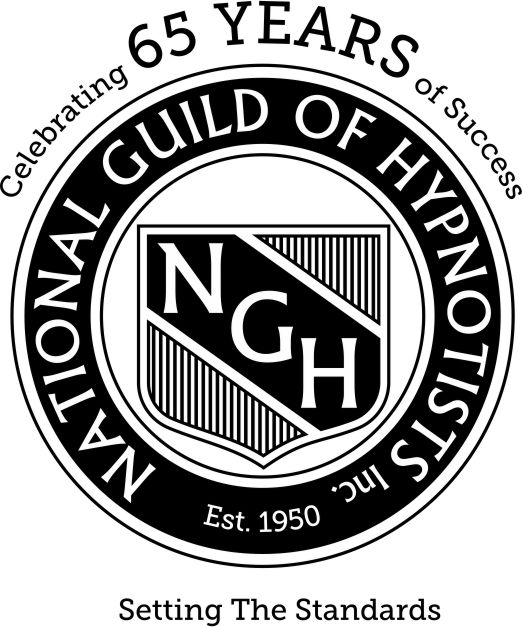 Celebrating 65 YEARS of Success
NATIONAL GUILD OF HYPNOTISTS Inc.
NGH
Est. 1950
Setting The Standards